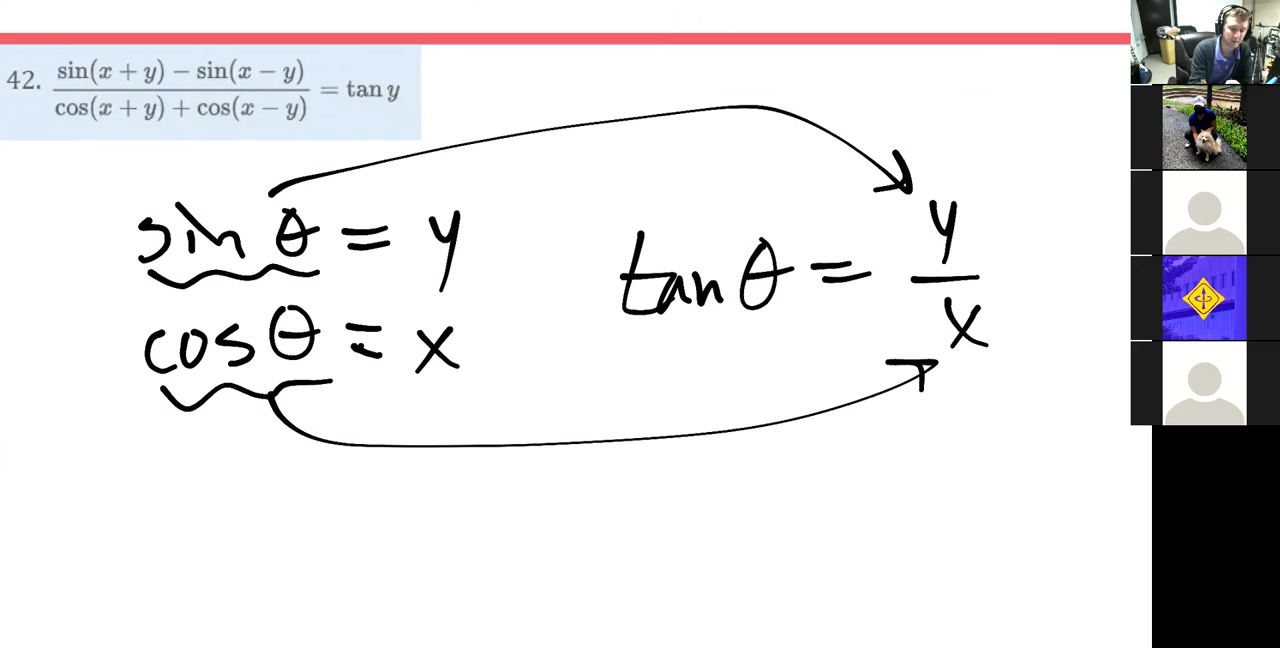 42. sin(x + y) − sin(x − y) / cos(x + y) + cos(x − y) = tan y
sin θ = y
cos θ = x
tan θ = y / x